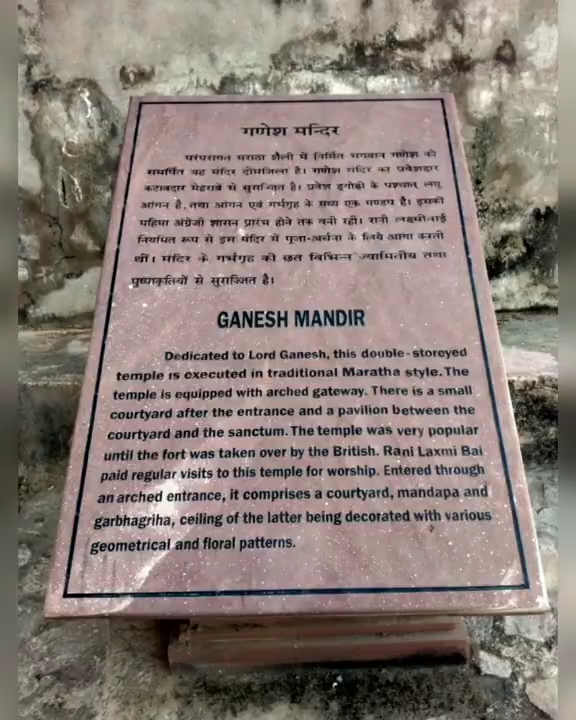 गणेश मन्दिर
परंपरागत मराठा शैली में निर्मित भगवान गणेश को
समर्पित यह मंदिर दोमंजिला है। गणेश मंदिर का प्रवेशद्वार
कटावदार मेहराबों से सुसज्जित है। प्रवेश ड्योढ़ी के पश्चात् लघु
आंगन है, तथा आंगन एवं गर्भगृह के मध्य एक मण्डप है। इसकी
महिमा अंग्रेजी शासन प्रारंभ होने तक बनी रही। रानी लक्ष्मीबाई
नियमित रूप से इस मंदिर में पूजा-अर्चना के लिये आया करती
थीं। मंदिर के गर्भगृह की छत विभिन्न ज्यामितीय तथा
पुष्पाकृतियों से सुसज्जित है।
GANESH MANDIR
Dedicated to Lord Ganesh, this double-storeyed
temple is executed in traditional Maratha style. The
temple is equipped with arched gateway. There is a small
courtyard after the entrance and a pavilion between the
courtyard and the sanctum. The temple was very popular
until the fort was taken over by the British. Rani Laxmi Bai
paid regular visits to this temple for worship. Entered through
an arched entrance, it comprises a courtyard, mandapa and
garbhagriha, ceiling of the latter being decorated with various
geometrical and floral patterns.